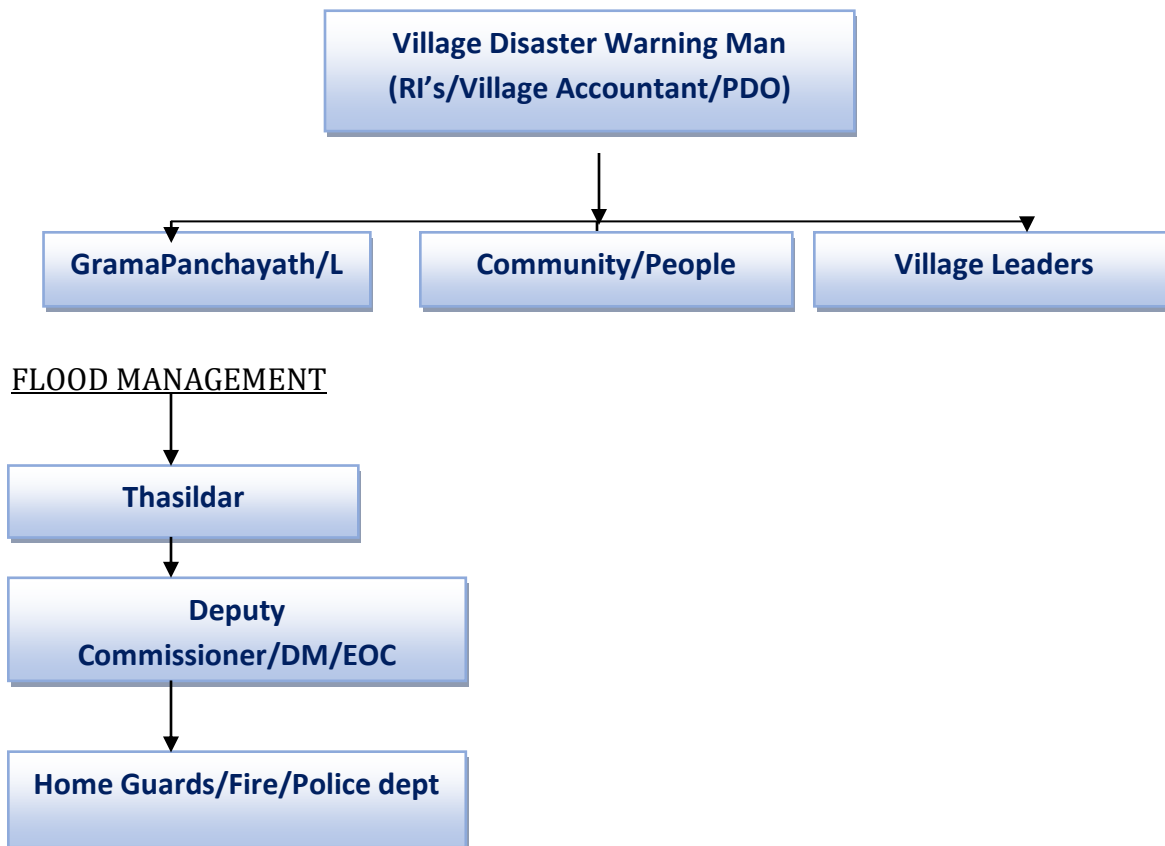 Village Disaster Warning Man
(RI’s/Village Accountant/PDO)
GramaPanchayath/L
Community/People
Village Leaders
FLOOD MANAGEMENT
Thasildar
Deputy
Commissioner/DM/EOC
Home Guards/Fire/Police dept